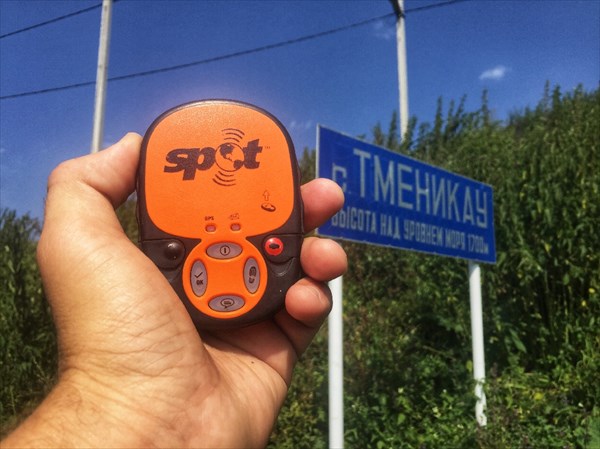 spot
г. ТМЕНИКАУ
ВЫСОТА НАД УРОВНЕМ МОРЯ 1700м